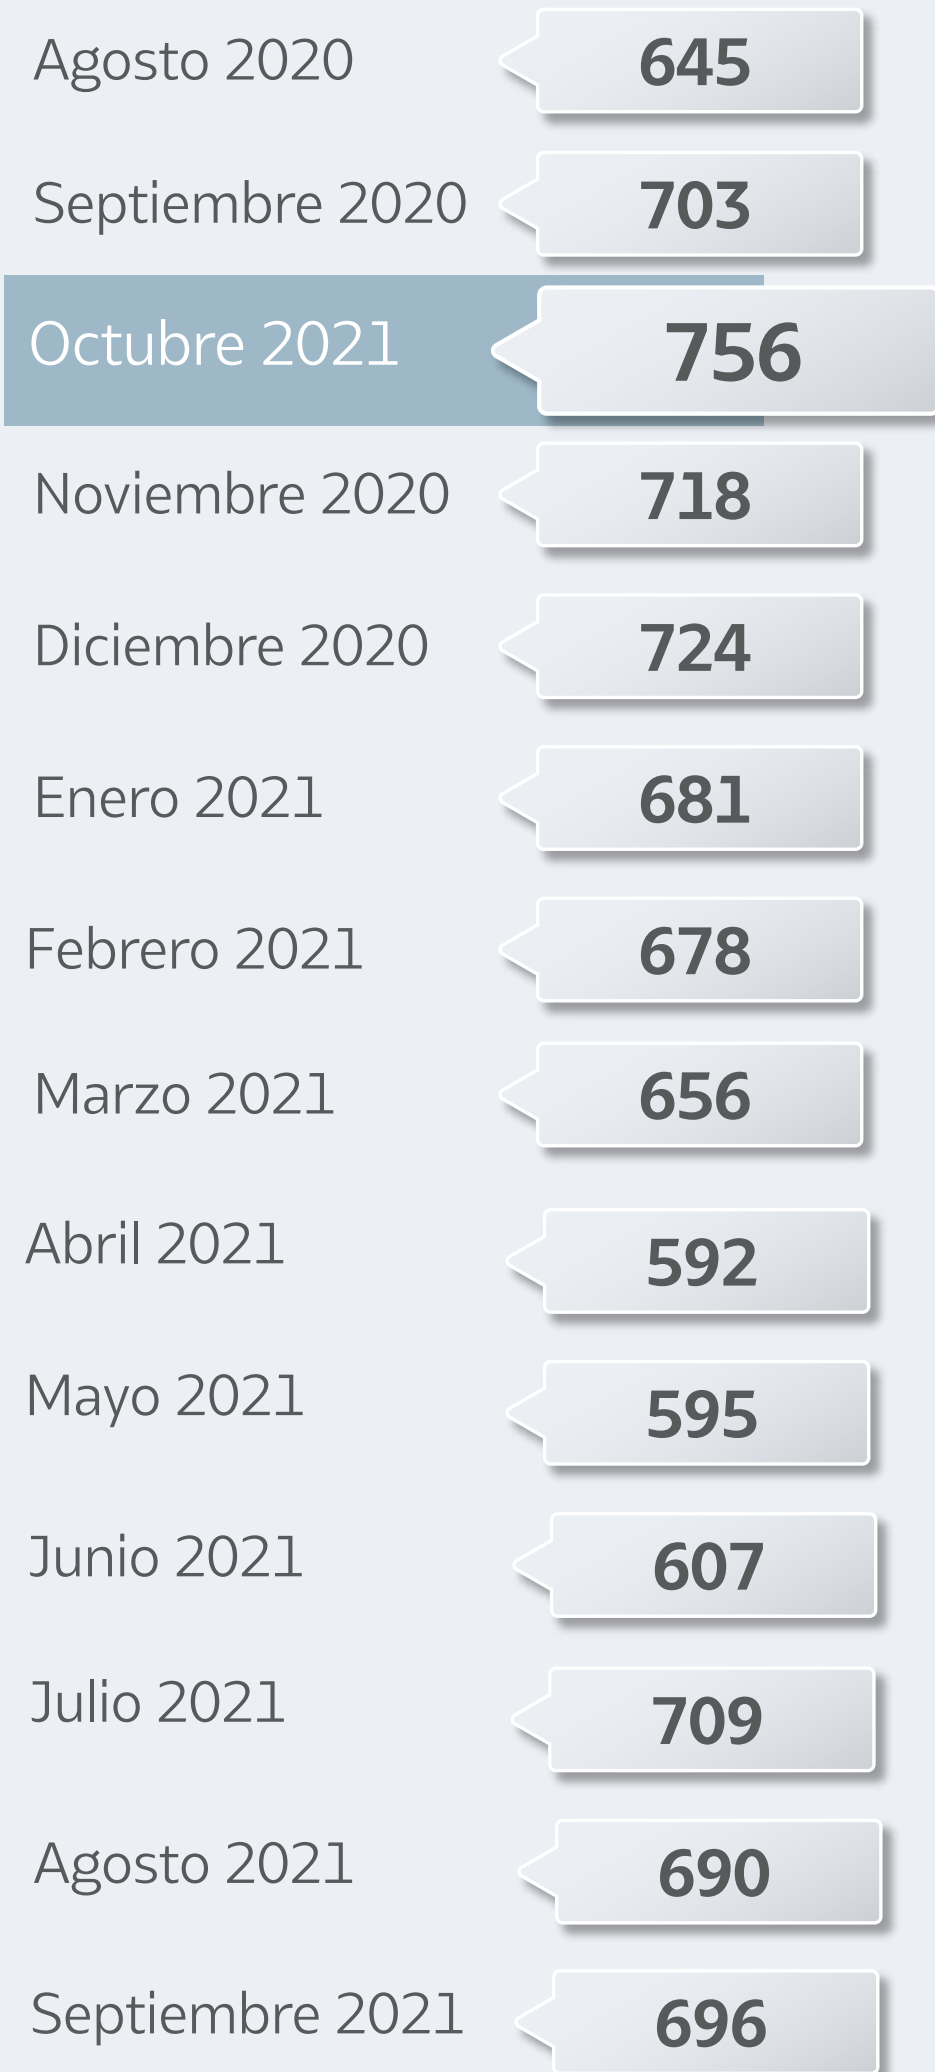 Agosto 2020 645
Septiembre 2020 703
Octubre 2021 756
Noviembre 2020 718
Diciembre 2020 724
Enero 2021 681
Febrero 2021 678
Marzo 2021 656
Abril 2021 592
Mayo 2021 595
Junio 2021 607
Julio 2021 709
Agosto 2021 690
Septiembre 2021 696